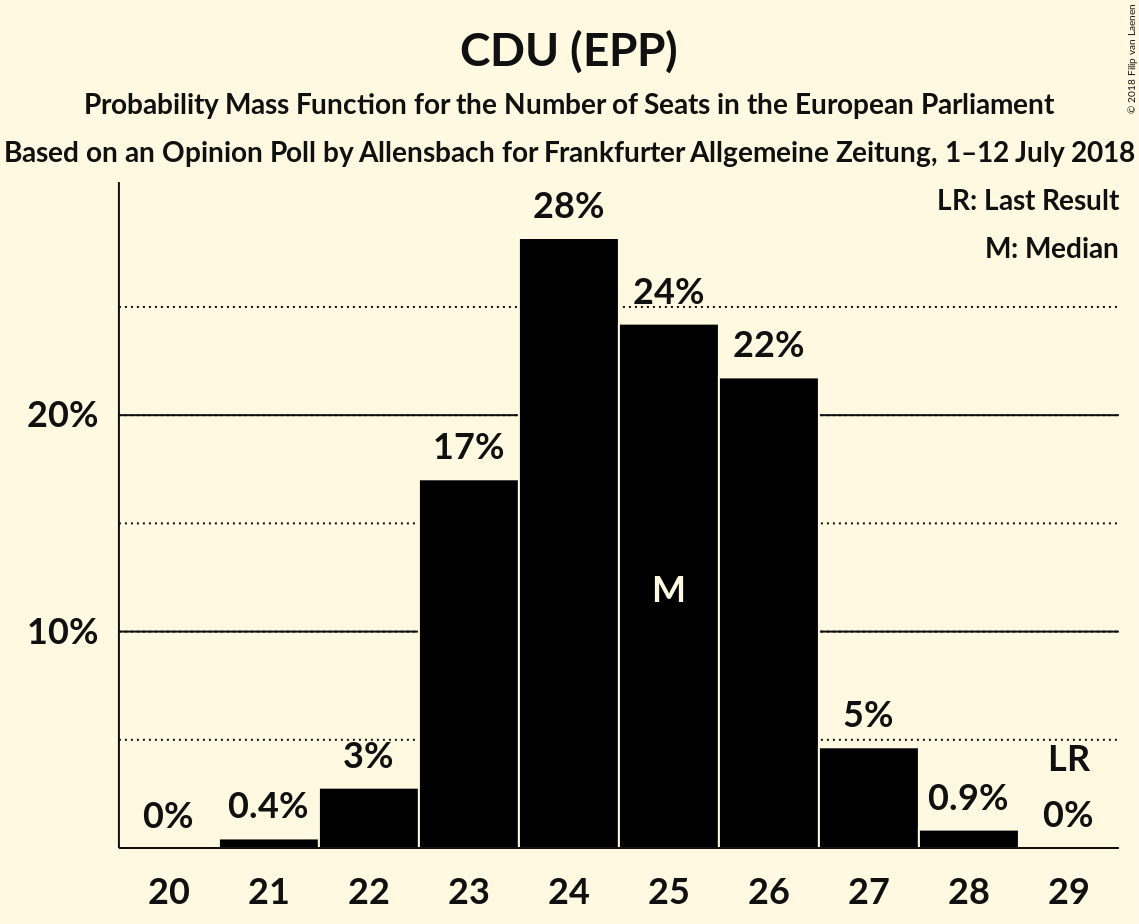 CDU (EPP)
Probability Mass Function for the Number of Seats in the European Parliament
Based on an Opinion Poll by Allensbach for Frankfurter Allgemeine Zeitung, 1–12 July 2018
© 2018 Filip van Laenen
LR: Last Result
M: Median
28%
24%
22%
20%
17%
M
10%
5%
3%
LR
0.9%
0.4%
0%
0%
20 21 22 23 24 25 26 27 28 29